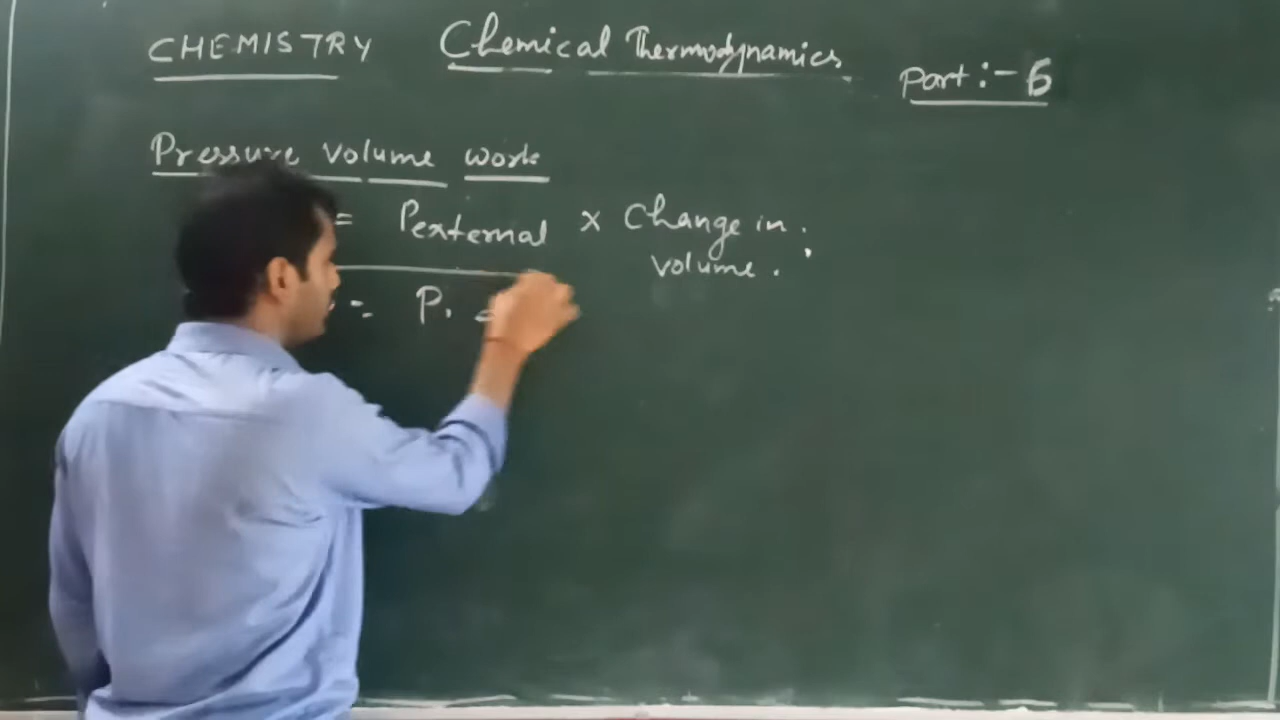 CHEMISTRY Chemical Thermodynamics Part:- 6
Pressure volume work
= Pexternal × Change in
volume.
= P.